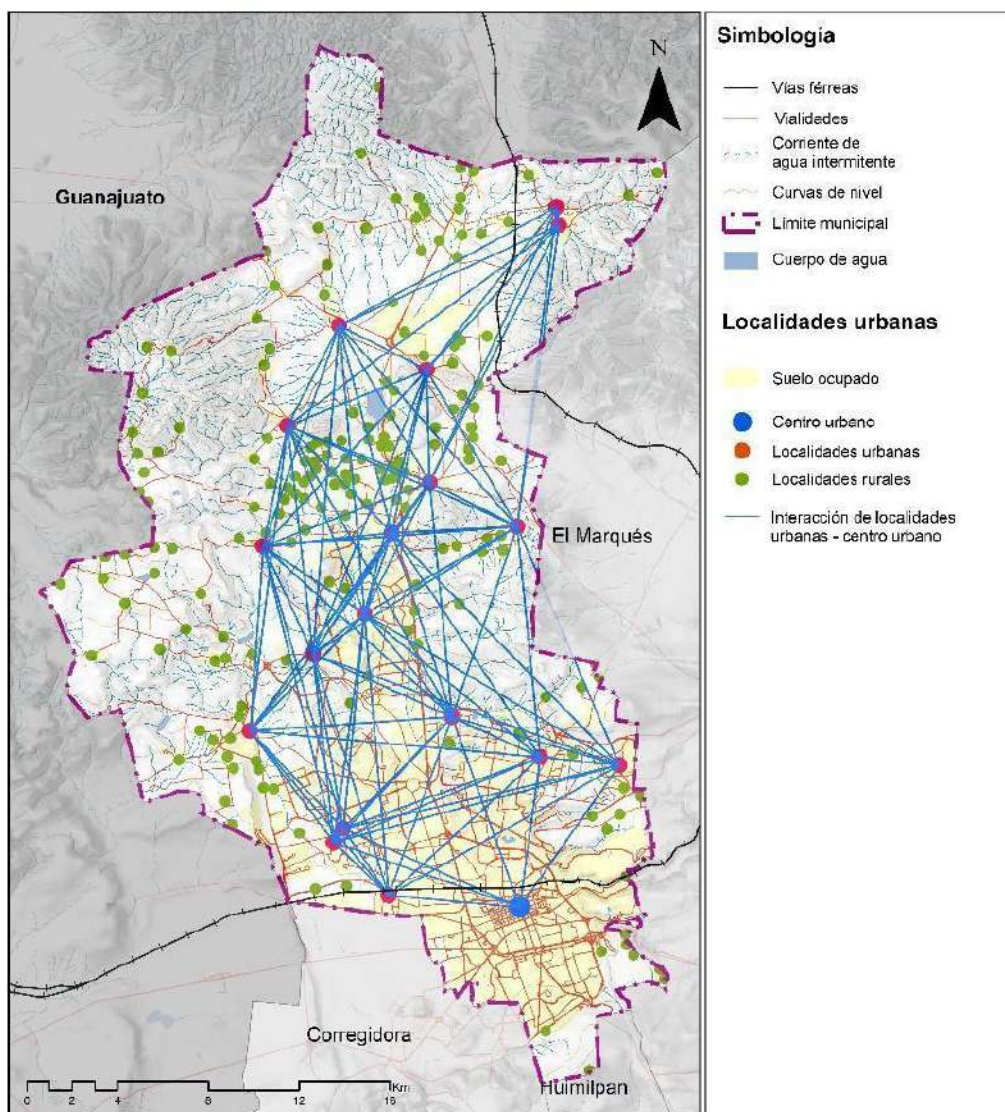 N
Guanajuato
El Marqués
Corregidora
Huimilpan
0 2 4 8 12 16 Km
Simbología
Vías férreas
Vialidades
Corriente de
agua intermitente
Curvas de nivel
Límite municipal
Cuerpo de agua
Localidades urbanas
Suelo ocupado
Centro urbano
Localidades urbanas
Localidades rurales
Interacción de localidades
urbanas - centro urbano